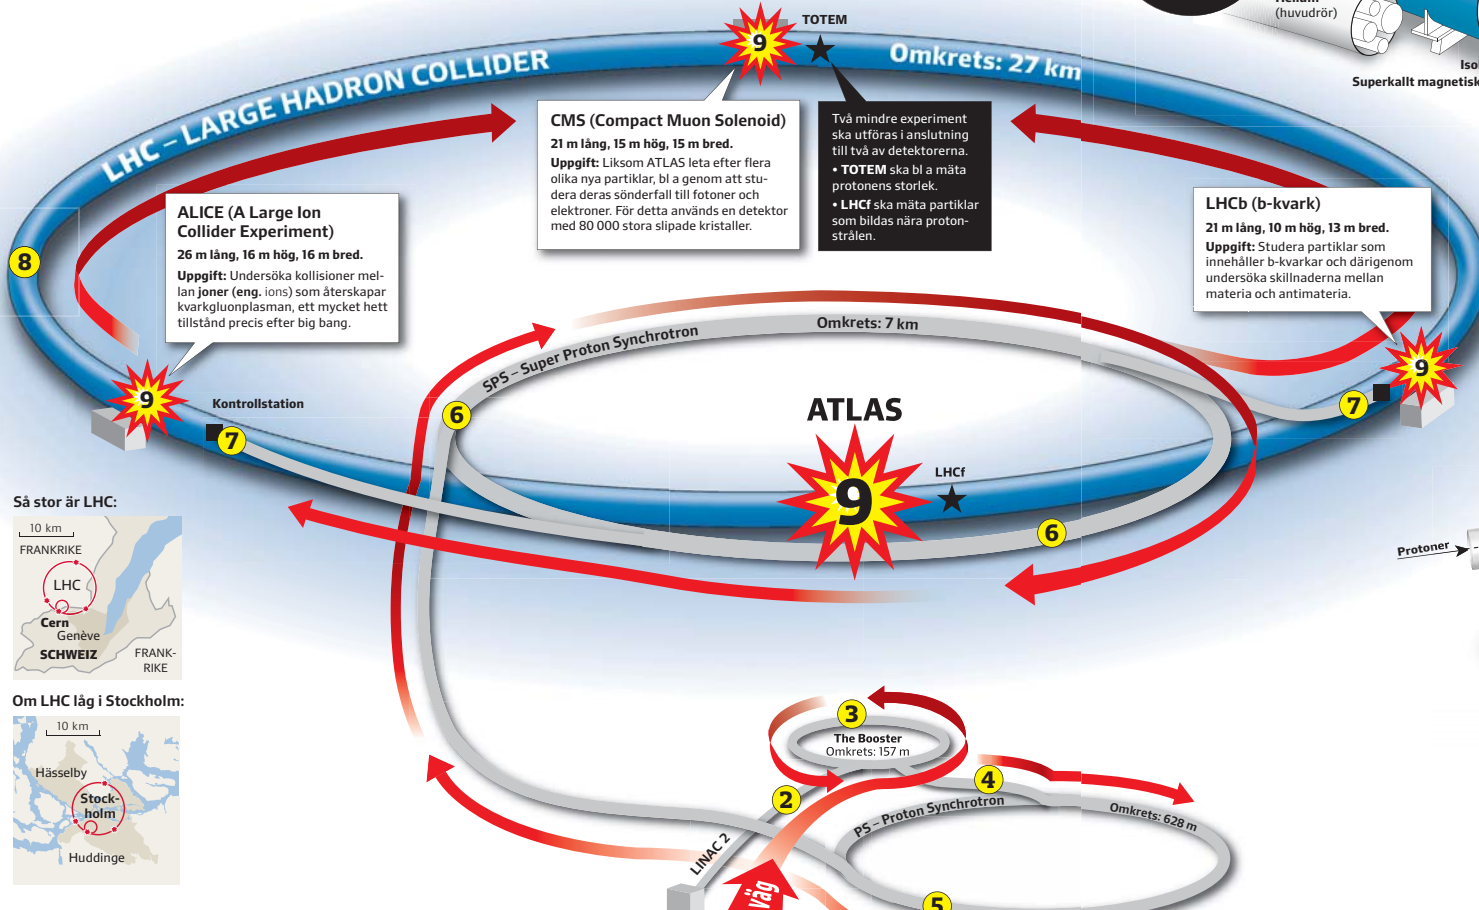 TOTEM
9
Helium
(huvudrör)
Superkallt magnetisk
LHC – LARGE HADRON COLLIDER
Omkrets: 27 km
CMS (Compact Muon Solenoid)
21 m lång, 15 m hög, 15 m bred.
Uppgift: Liksom ATLAS leta efter flera
olika nya partiklar, bl a genom att stu-
dera deras sönderfall till fotoner och
elektroner. För detta används en detektor
med 80 000 stora slipade kristaller.
Två mindre experiment
ska utföras i anslutning
till två av detektorerna.
• TOTEM ska bl a mäta
protonens storlek.
• LHCf ska mäta partiklar
som bildas nära proton-
strålen.
ALICE (A Large Ion
Collider Experiment)
26 m lång, 16 m hög, 16 m bred.
Uppgift: Undersöka kollisioner mel-
lan joner (eng. ions) som återskapar
kvarkgluonplasman, ett mycket hett
tillstånd precis efter big bang.
LHCb (b-kvark)
21 m lång, 10 m hög, 13 m bred.
Uppgift: Studera partiklar som
innehåller b-kvarkar och därigenom
undersöka skillnaderna mellan
materia och antimateria.
8
SPS – Super Proton Synchrotron
Omkrets: 7 km
9
Kontrollstation
7
6
ATLAS
9
LHCf
6
7
9
Så stor är LHC:
10 km
FRANKRIKE
LHC
Cern
Genève
SCHWEIZ
FRANK-
RIKE
Protoner
Om LHC låg i Stockholm:
10 km
Hässelby
Stock-
holm
Huddinge
3
The Booster
Omkrets: 157 m
2
4
LINAC 2
PS – Proton Synchrotron
Omkrets: 628 m
väg
5